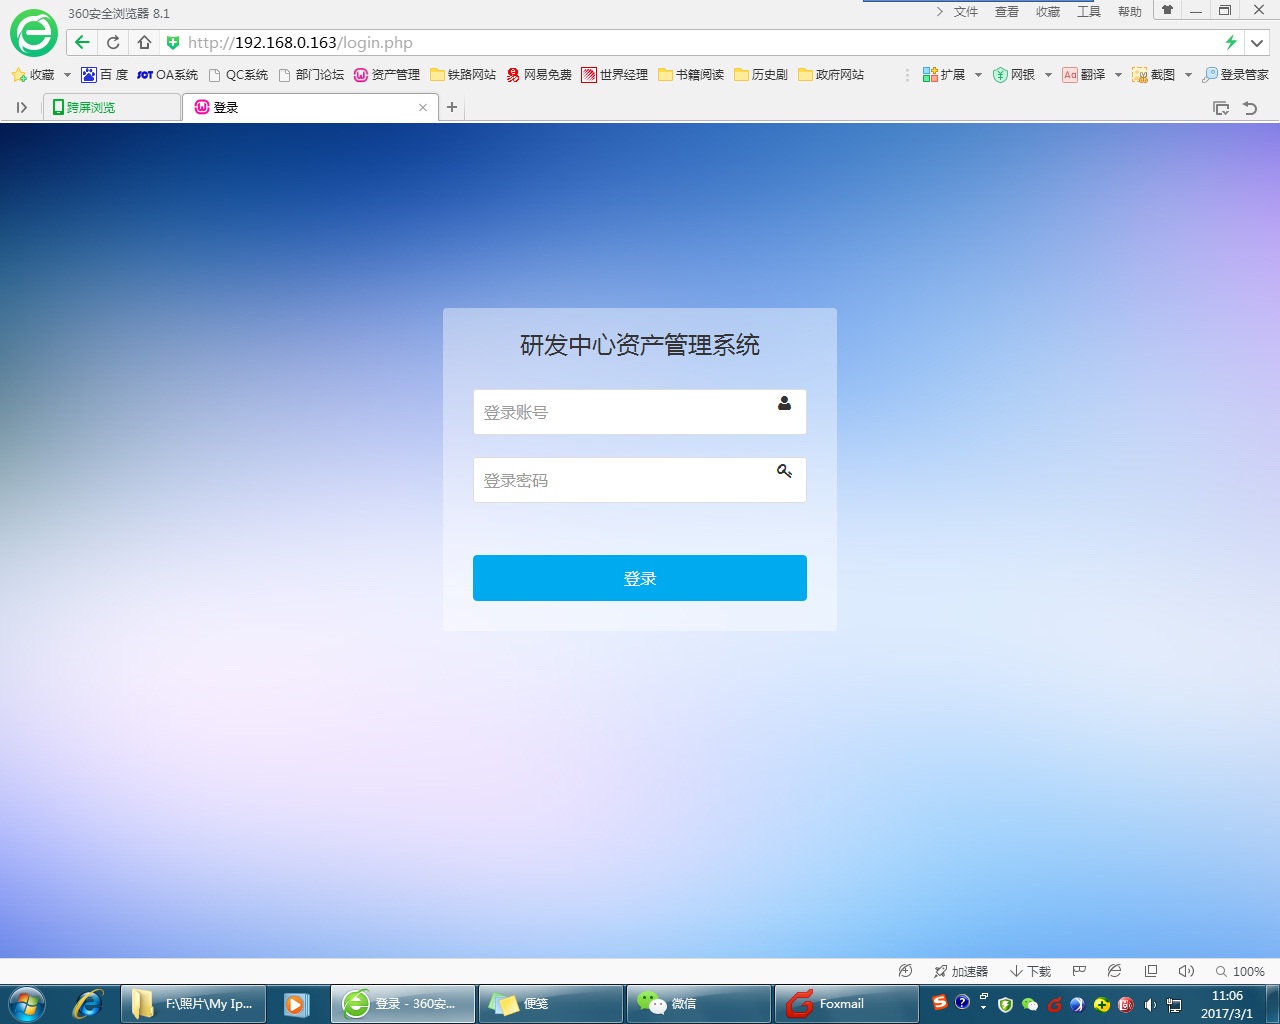 360安全浏览器 8.1
文件 查看 收藏 工具 帮助
http://192.168.0.163/login.php
收藏 百 度 OA系统 QC系统 部门论坛 资产管理 铁路网站 网易免费 世界经理 书籍阅读 历史剧 政府网站 扩展 网银 翻译 截图 登录管家
跨屏浏览 登录
研发中心资产管理系统
登录账号
登录密码
登录
加速器 下载 100%
F:\照片\My Ip... 登录 - 360安... 便笺 微信 Foxmail
11:06
2017/3/1